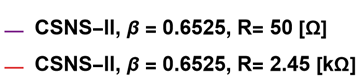 CSNS–II, β = 0.6525, R= 50 [Ω]
CSNS–II, β = 0.6525, R= 2.45 [kΩ]